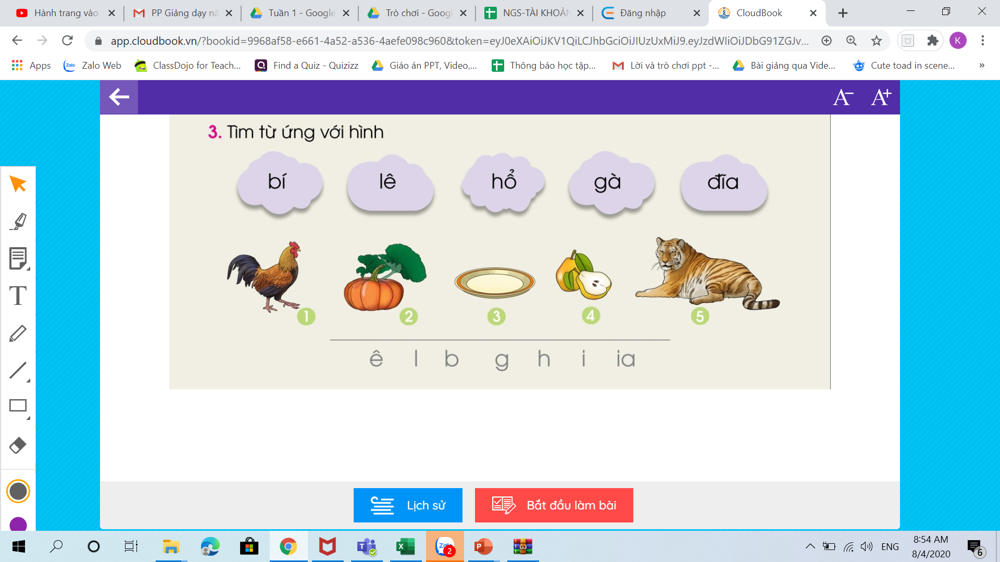 Hành trang vào
PP Giảng dạy nă
Tuần 1 - Google
Trò chơi - Googl
NGS-TÀI KHOẢN
Đăng nhập
CloudBook
app.cloudbook.vn/?bookid=9968af58-e661-4a52-a536-4aefe098c960&token=eyJ0eXAiOiJKV1QiLCJhbGciOiJIUzUxMiJ9.eyJzdWIiOiJDbG91ZGJv...
K
Apps
Zalo Web
ClassDojo for Teach...
Find a Quiz - Quizizz
Giáo án PPT, Video,...
Thông báo học tập...
Lời và trò chơi ppt -...
Bài giảng qua Vide...
Cute toad in scene...
»
A- A+
3. Tìm từ ứng với hình
bí lê hổ gà đĩa
1 2 3 4 5
ê l b g h i ia
T
Lịch sử
Bắt đầu làm bài
Zalo 2
ENG
8:54 AM
8/4/2020
6